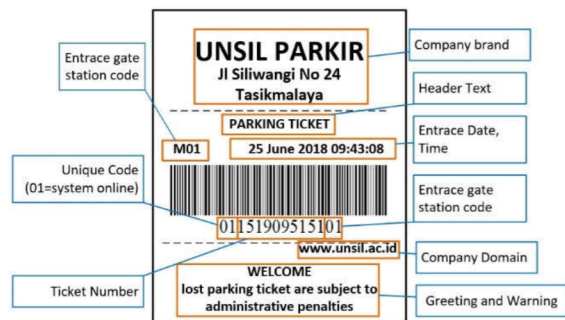 UNSIL PARKIR
Jl Siliwangi No 24
Tasikmalaya
Company brand
Entrace gate
station code
Header Text
PARKING TICKET
M01
25 June 2018 09:43:08
Entrace Date,
Time
Unique Code
(01=system online)
Entrace gate
station code
01151909515101
www.unsil.ac.id
Company Domain
Ticket Number
WELCOME
lost parking ticket are subject to
administrative penalties
Greeting and Warning